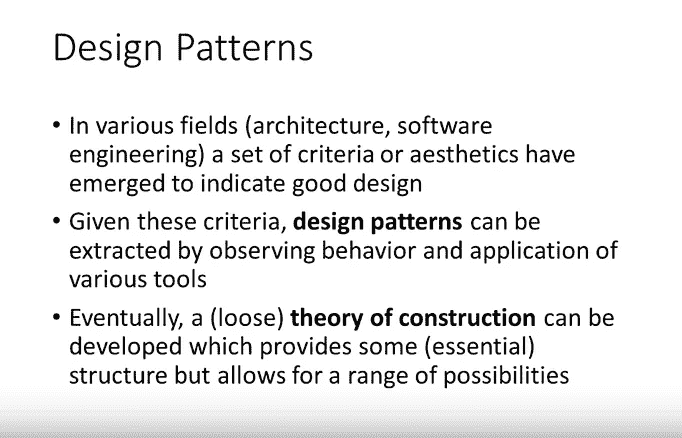 Design Patterns
• In various fields (architecture, software
engineering) a set of criteria or aesthetics have
emerged to indicate good design
• Given these criteria, design patterns can be
extracted by observing behavior and application of
various tools
• Eventually, a (loose) theory of construction can be
developed which provides some (essential)
structure but allows for a range of possibilities